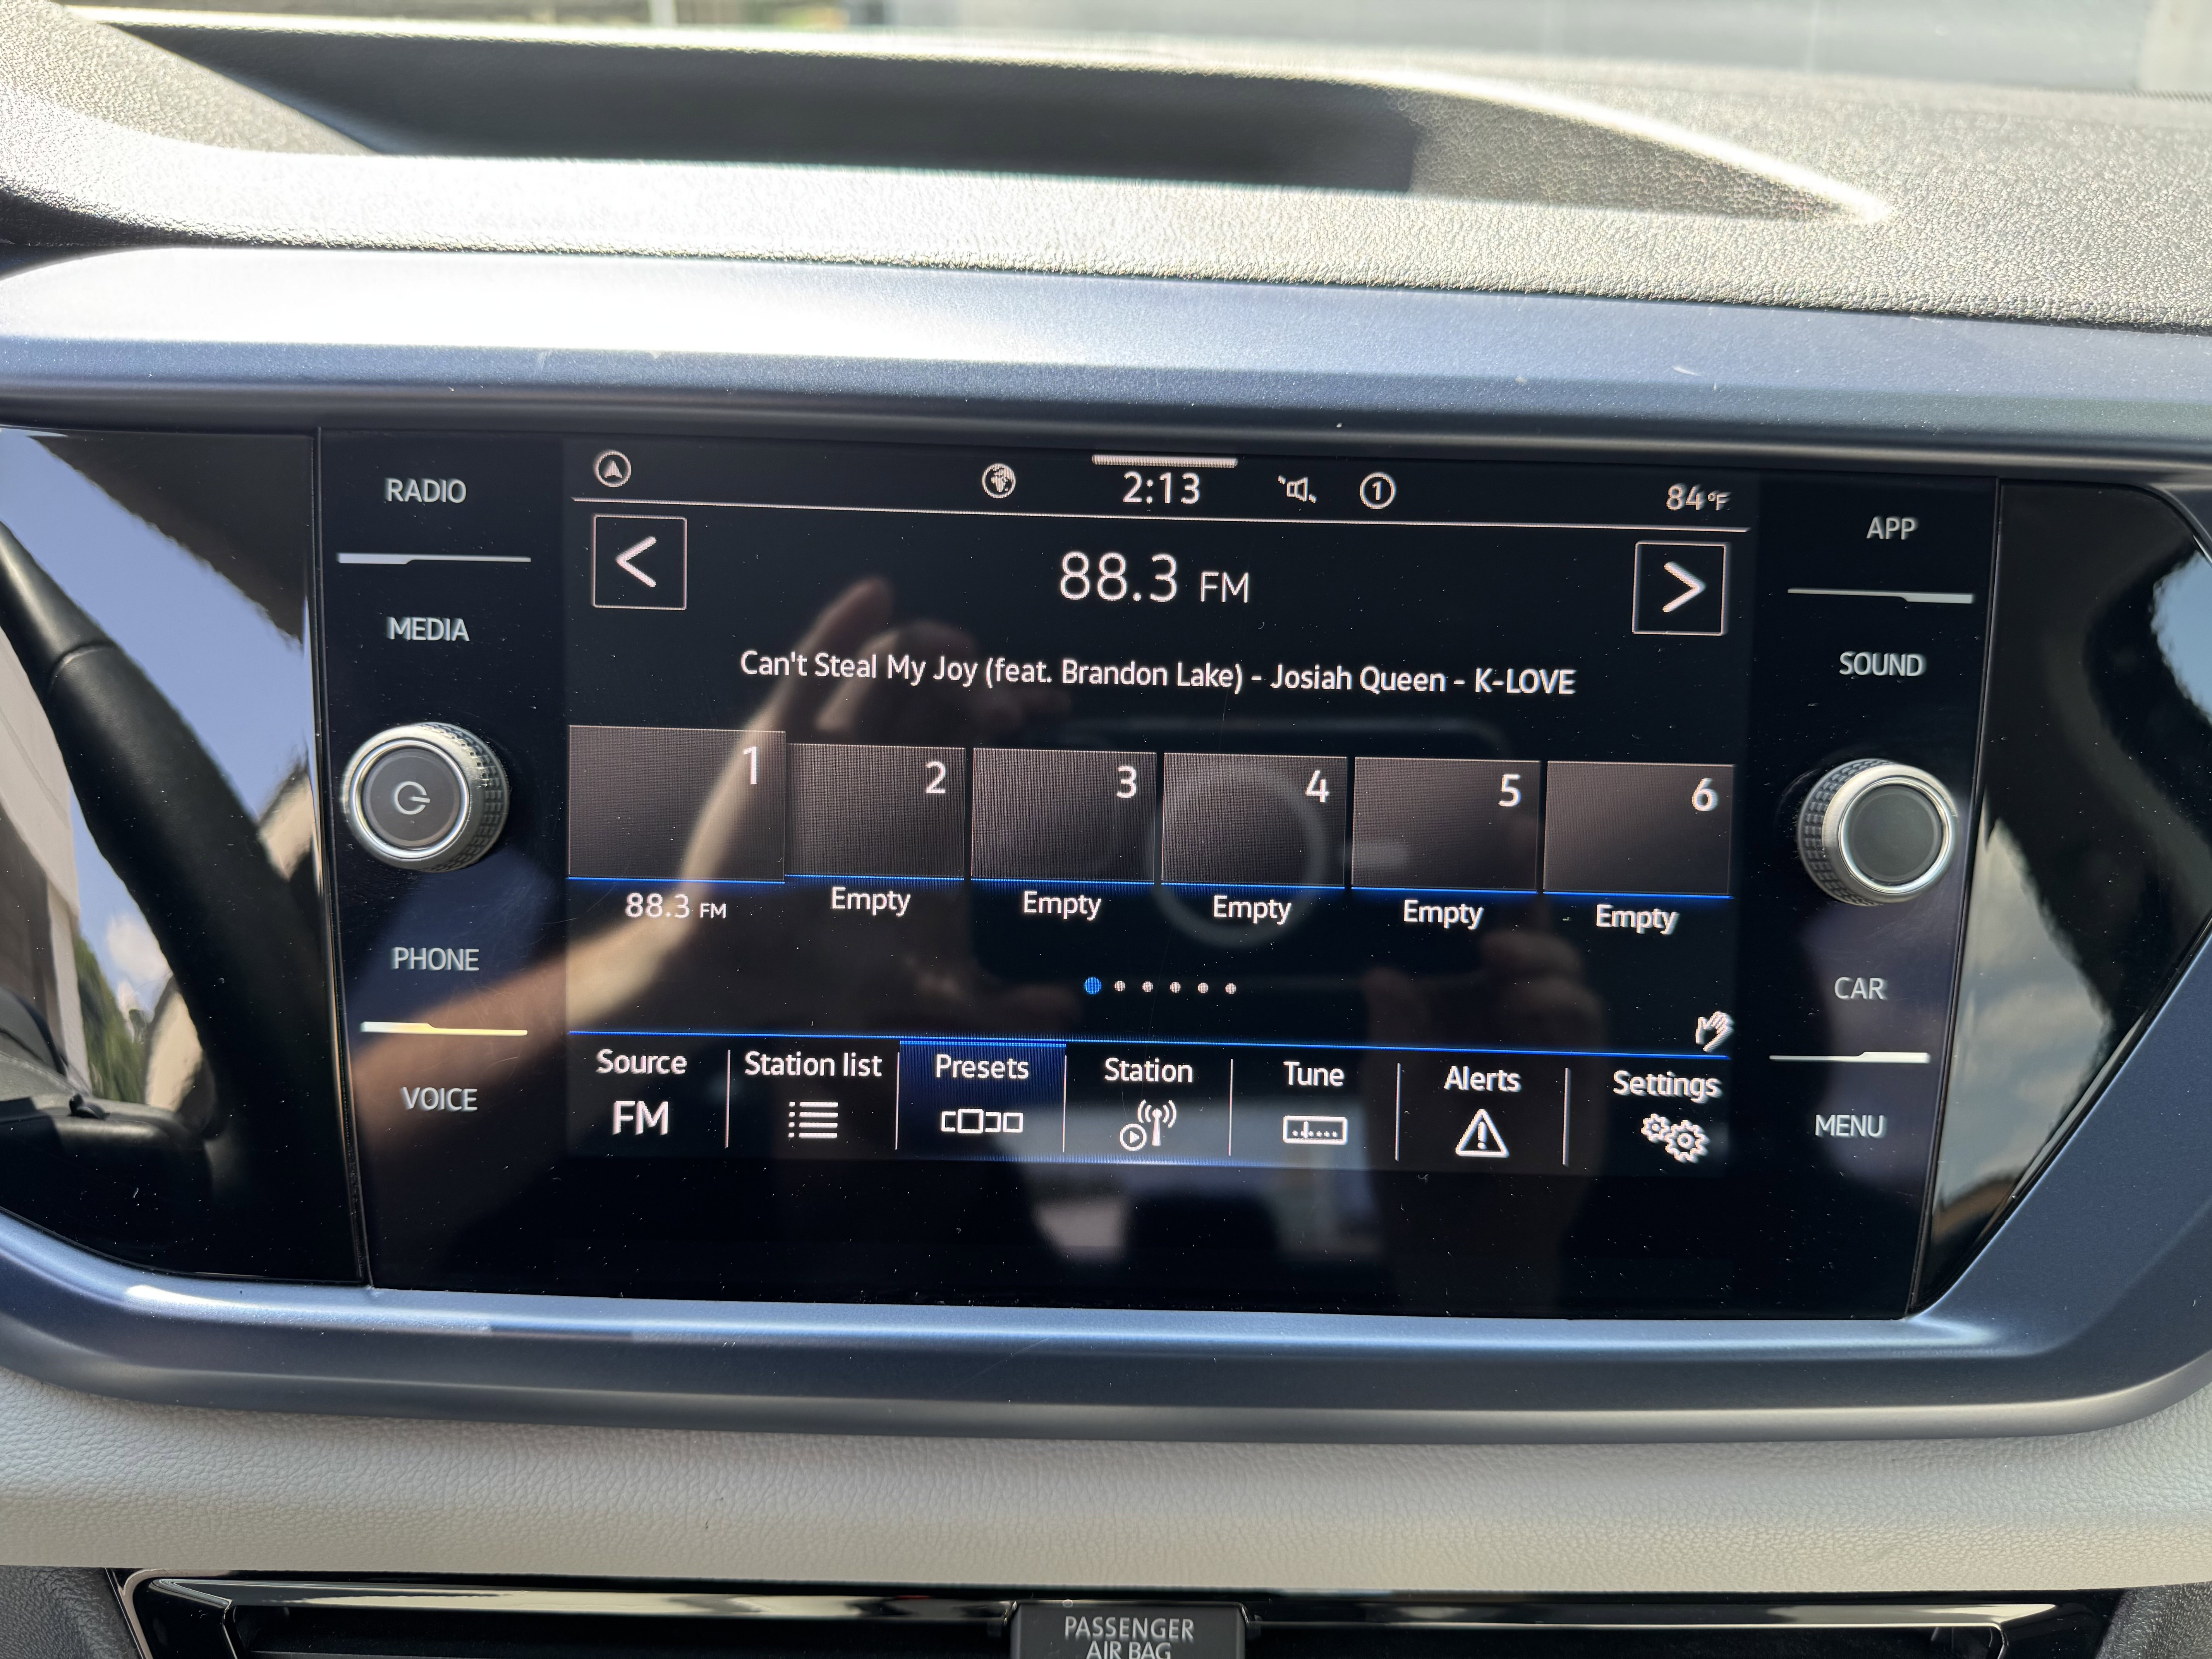 RADIO
MEDIA
PHONE
VOICE
2:13
1
84°F
<
88.3 FM
>
Can't Steal My Joy (feat. Brandon Lake) - Josiah Queen - K-LOVE
1 2 3 4 5 6
88.3 FM Empty Empty Empty Empty Empty
Source Station list Presets Station Tune Alerts Settings
FM
APP
SOUND
CAR
MENU
PASSENGER
AIR BAG